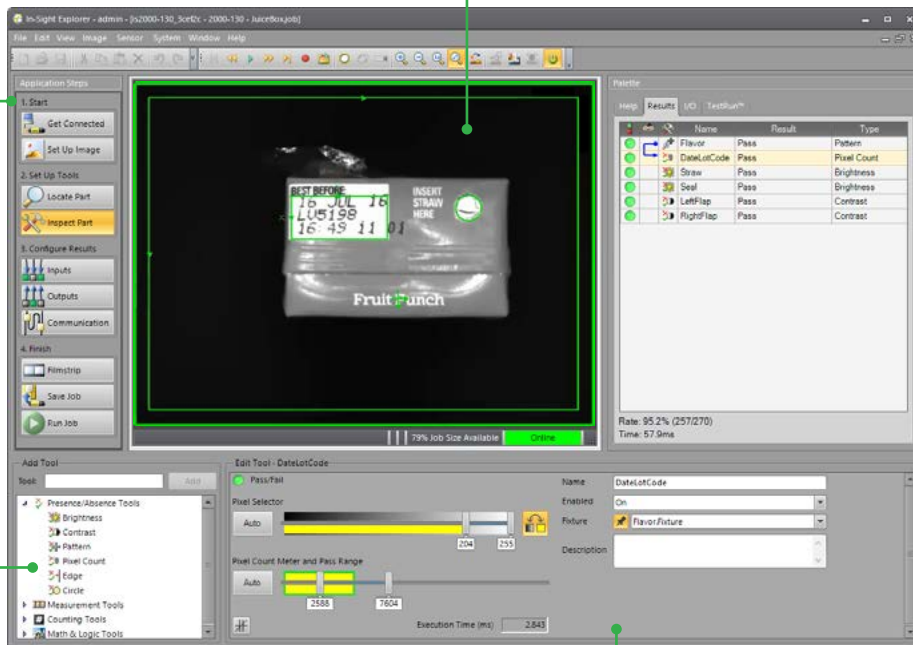 In-Sight Explorer - admin - [is2000-130_3cef2c - 2000-130 - JuiceBox.job]
File Edit View Image Sensor System Window Help
Application Steps
1. Start
Get Connected
Set Up Image
2. Set Up Tools
Locate Part
Inspect Part
3. Configure Results
Inputs
Outputs
Communication
4. Finish
Filmstrip
Save Job
Run Job
BEST BEFORE:
16 JUL 16
LV5198
16:49 11 01
INSERT
STRAW
HERE
Fruit Punch
79% Job Size Available Online
Palette
Help Results I/O TestRun™
Name Result Type
Flavor Pass Pattern
DateLotCode Pass Pixel Count
Straw Pass Brightness
Seal Pass Brightness
LeftFlap Pass Contrast
RightFlap Pass Contrast
Rate: 95.2% (257/270)
Time: 57.9ms
Add Tool
Tool: Add
Presence/Absence Tools
Brightness
Contrast
Pattern
Pixel Count
Edge
Circle
Measurement Tools
Counting Tools
Math & Logic Tools
Edit Tool - DateLotCode
Pass/Fail
Pixel Selector
Auto
204 255
Pixel Count Meter and Pass Range
Auto
2588 7604
Execution Time (ms) 2.843
Name DateLotCode
Enabled On
Fixture Flavor.Fixture
Description